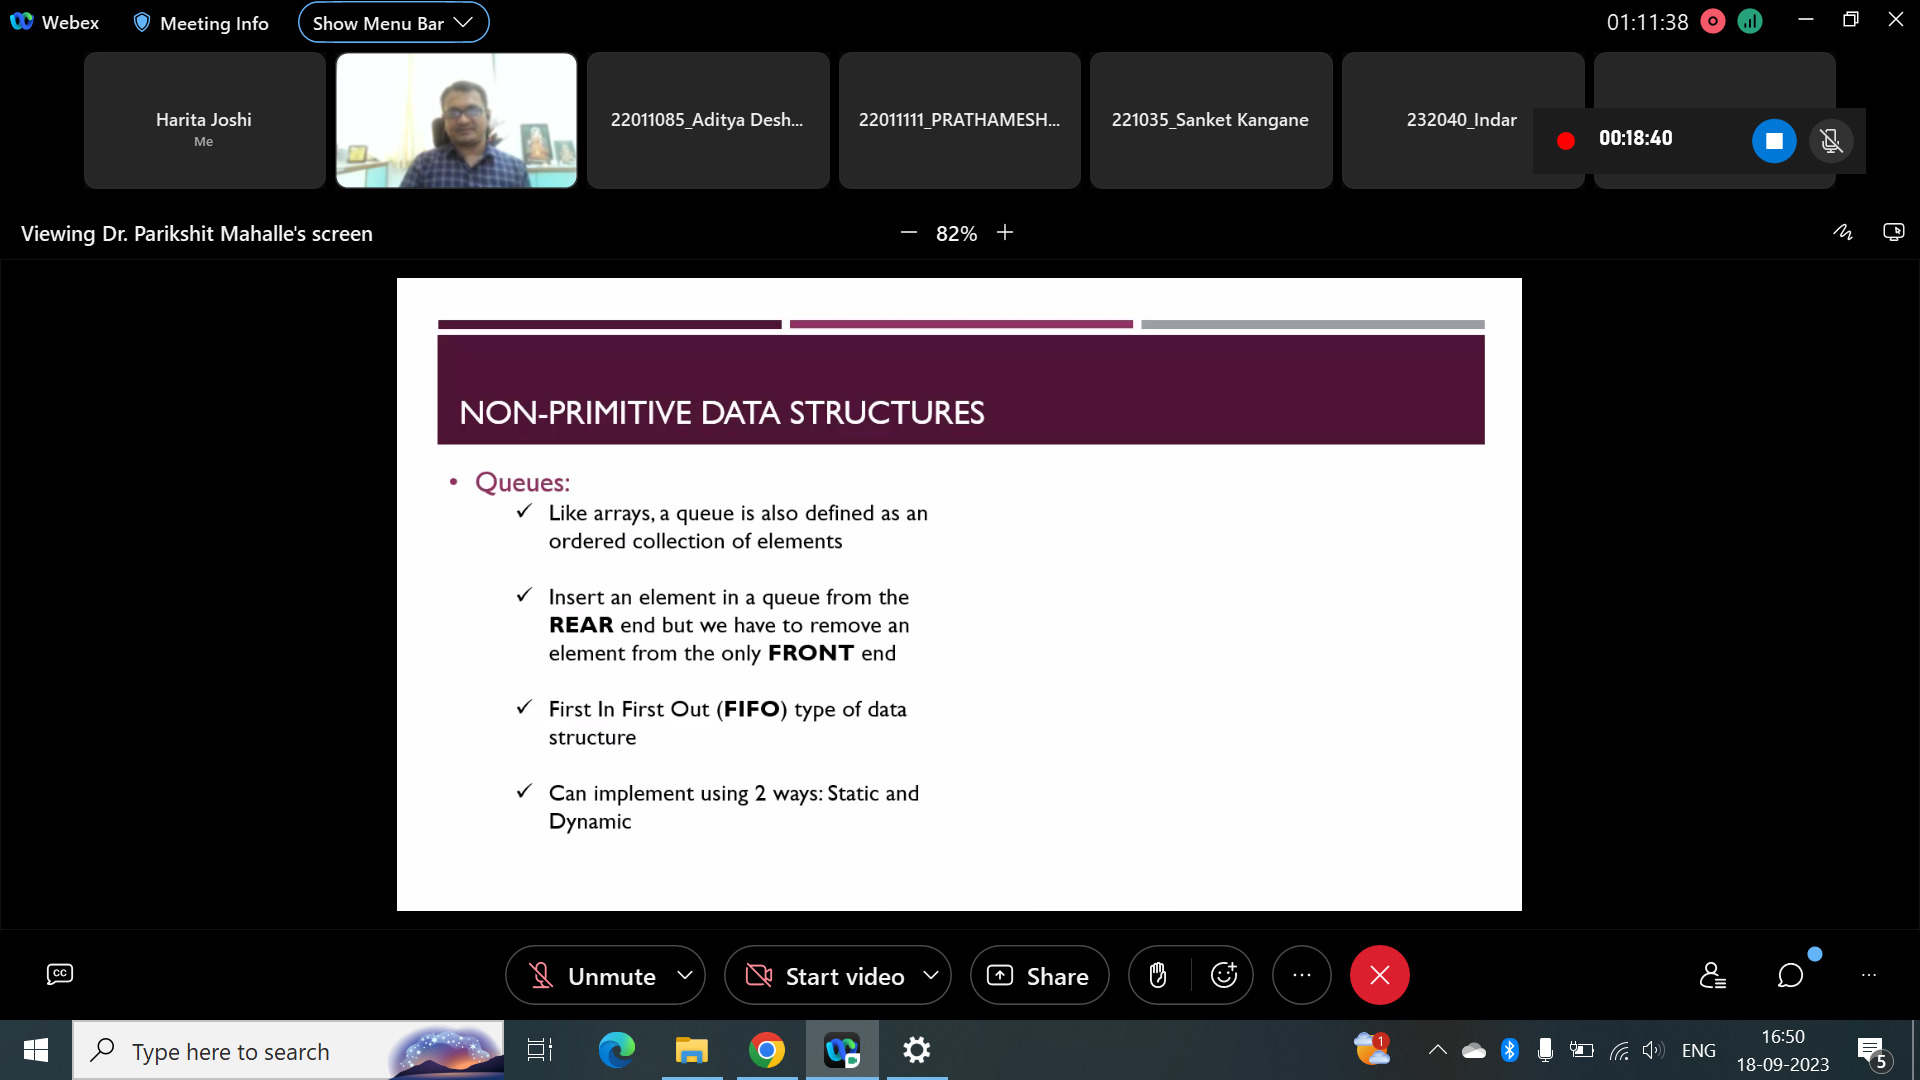 Webex
Meeting Info
Show Menu Bar
01:11:38
Harita Joshi
Me
22011085_Aditya Desh...
22011111_PRATHAMESH...
221035_Sanket Kangane
232040_Indar
00:18:40
Viewing Dr. Parikshit Mahalle's screen
82%
NON-PRIMITIVE DATA STRUCTURES
• Queues:
✓ Like arrays, a queue is also defined as an
ordered collection of elements
✓ Insert an element in a queue from the
REAR end but we have to remove an
element from the only FRONT end
✓ First In First Out (FIFO) type of data
structure
✓ Can implement using 2 ways: Static and
Dynamic
CC
Unmute
Start video
Share
Type here to search
1
ENG
16:50
18-09-2023
5